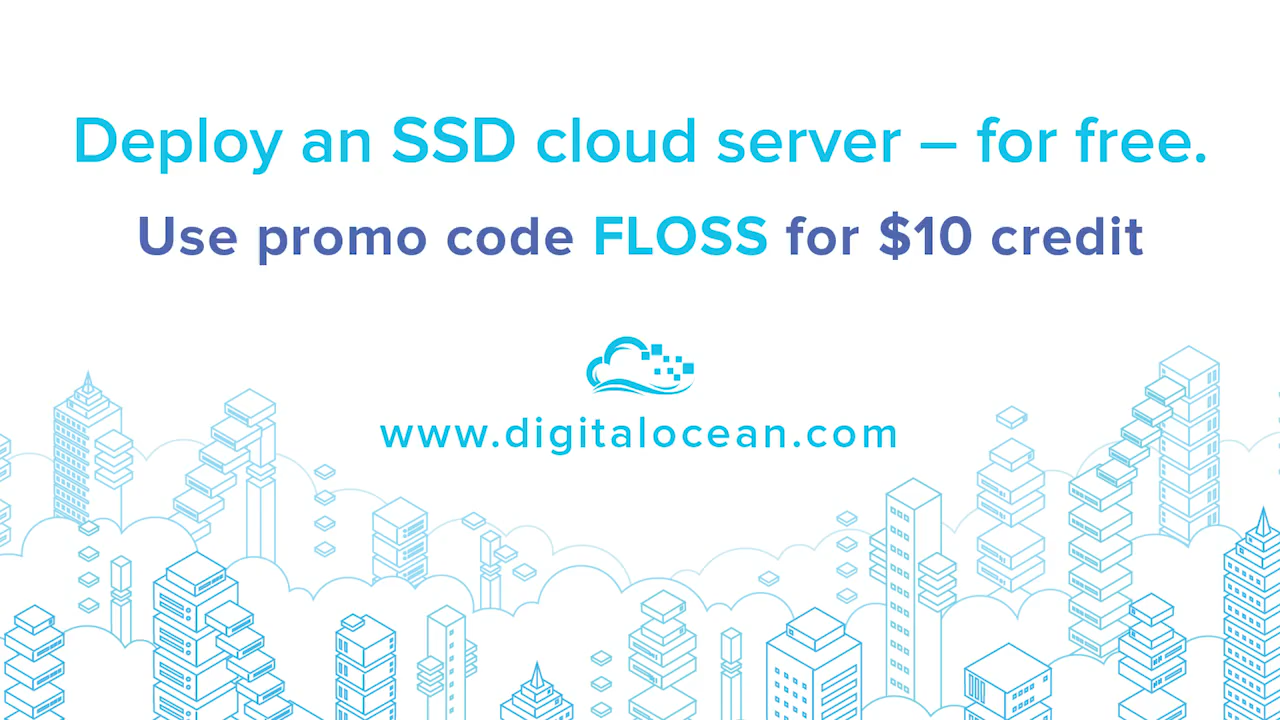 Deploy an SSD cloud server – for free.
Use promo code FLOSS for $10 credit
www.digitalocean.com